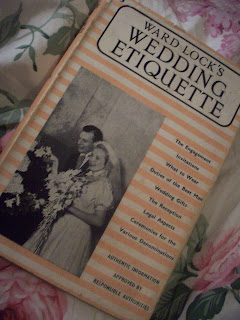 WARD LOCK'S
WEDDING
ETIQUETTE
The Engagement
Invitations
What to Wear
Duties of the Best Man
Wedding Gifts
The Reception
Legal Aspects
Ceremonies for the
Various Denominations
AUTHENTIC INFORMATION
APPROVED BY
RESPONSIBLE AUTHORITIES